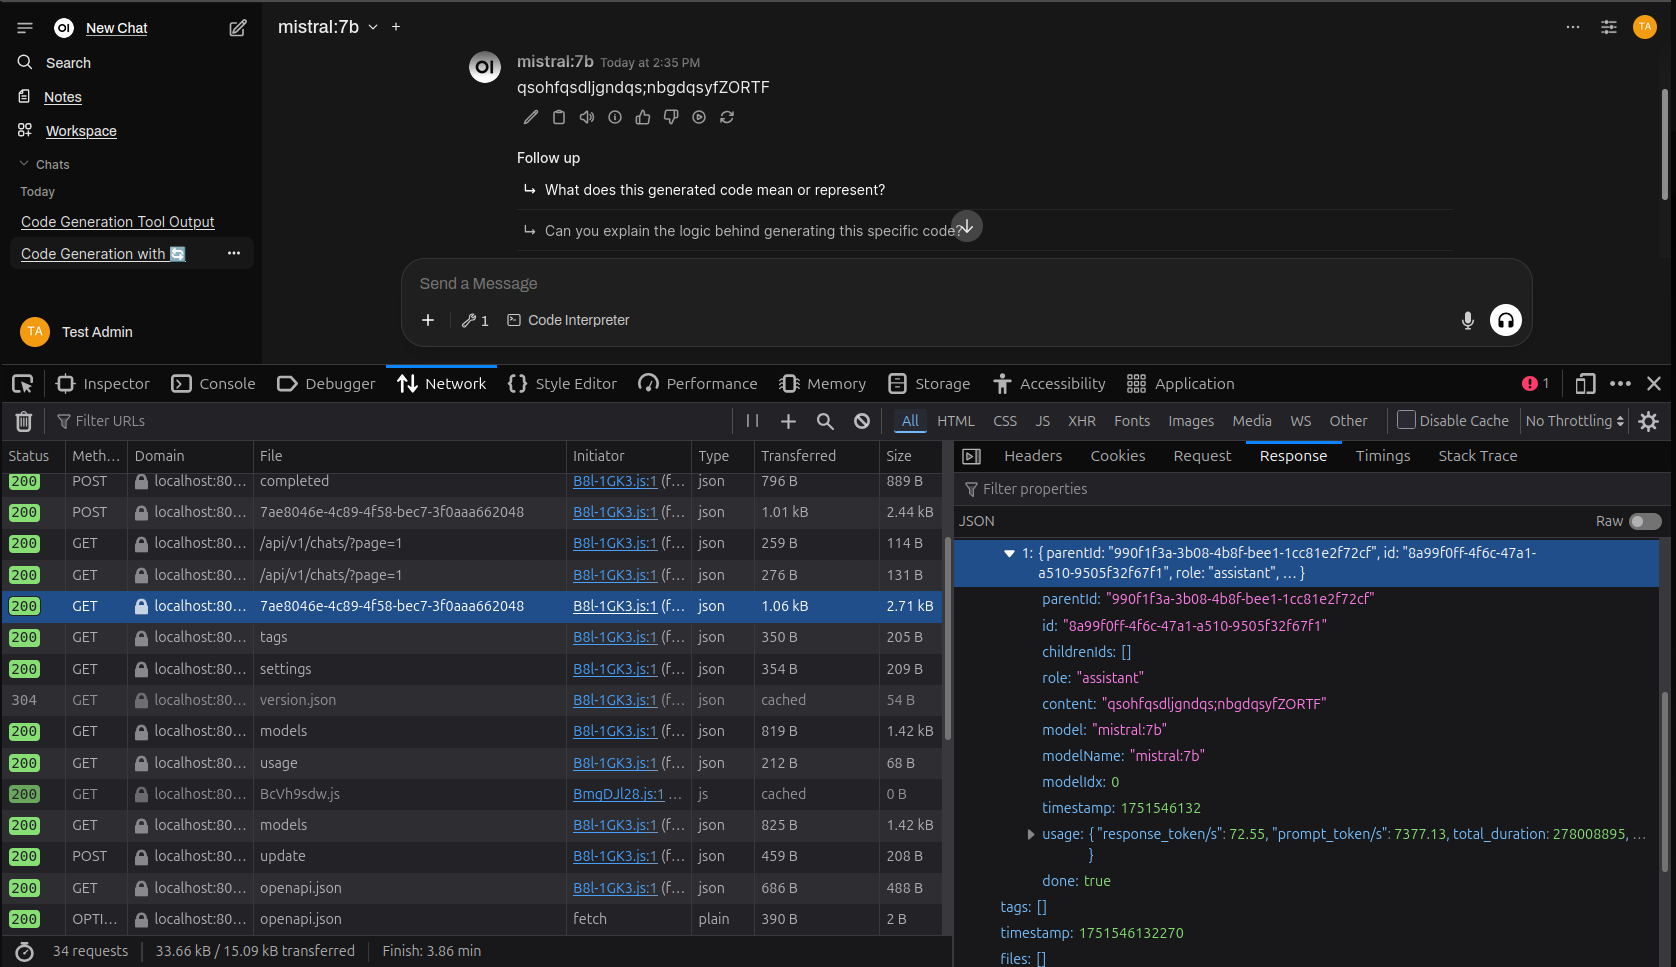 OI New Chat
Search
Notes
Workspace
Chats
Today
Code Generation Tool Output
Code Generation with 🔄 ...
TA Test Admin
mistral:7b +
... TA
OI mistral:7b Today at 2:35 PM
qsohfqsdljgndqs;nbgdqsyfZORTF
Follow up
What does this generated code mean or represent?
Can you explain the logic behind generating this specific code?
Send a Message
+ 1 Code Interpreter
Inspector Console Debugger Network Style Editor Performance Memory Storage Accessibility Application 1
Filter URLs All HTML CSS JS XHR Fonts Images Media WS Other Disable Cache No Throttling
Status Meth... Domain File Initiator Type Transferred Size
200 POST localhost:80... completed B8l-1GK3.js:1 (f... json 796 B 889 B
200 POST localhost:80... 7ae8046e-4c89-4f58-bec7-3f0aaa662048 B8l-1GK3.js:1 (f... json 1.01 kB 2.44 kB
200 GET localhost:80... /api/v1/chats/?page=1 B8l-1GK3.js:1 (f... json 259 B 114 B
200 GET localhost:80... /api/v1/chats/?page=1 B8l-1GK3.js:1 (f... json 276 B 131 B
200 GET localhost:80... 7ae8046e-4c89-4f58-bec7-3f0aaa662048 B8l-1GK3.js:1 (f... json 1.06 kB 2.71 kB
200 GET localhost:80... tags B8l-1GK3.js:1 (f... json 350 B 205 B
200 GET localhost:80... settings B8l-1GK3.js:1 (f... json 354 B 209 B
304 GET localhost:80... version.json B8l-1GK3.js:1 (f... json cached 54 B
200 GET localhost:80... models B8l-1GK3.js:1 (f... json 819 B 1.42 kB
200 GET localhost:80... usage B8l-1GK3.js:1 (f... json 212 B 68 B
200 GET localhost:80... BcVh9sdw.js BmqDJl28.js:1 ... js cached 0 B
200 GET localhost:80... models B8l-1GK3.js:1 (f... json 825 B 1.42 kB
200 POST localhost:80... update B8l-1GK3.js:1 (f... json 459 B 208 B
200 GET localhost:80... openapi.json B8l-1GK3.js:1 (f... json 686 B 488 B
200 OPTI... localhost:80... openapi.json fetch plain 390 B 2 B
34 requests 33.66 kB / 15.09 kB transferred Finish: 3.86 min
Headers Cookies Request Response Timings Stack Trace
Filter properties
JSON Raw
1: { parentId: "990f1f3a-3b08-4b8f-bee1-1cc81e2f72cf", id: "8a99f0ff-4f6c-47a1-
a510-9505f32f67f1", role: "assistant", ... }
parentId: "990f1f3a-3b08-4b8f-bee1-1cc81e2f72cf"
id: "8a99f0ff-4f6c-47a1-a510-9505f32f67f1"
childrenIds: []
role: "assistant"
content: "qsohfqsdljgndqs;nbgdqsyfZORTF"
model: "mistral:7b"
modelName: "mistral:7b"
modelIdx: 0
timestamp: 1751546132
usage: { "response_token/s": 72.55, "prompt_token/s": 7377.13, total_duration: 278008895, ...
}
done: true
tags: []
timestamp: 1751546132270
files: []